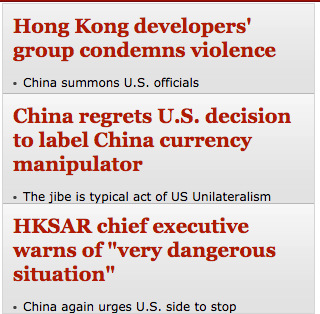 Hong Kong developers'
group condemns violence
• China summons U.S. officials
China regrets U.S. decision
to label China currency
manipulator
• The jibe is typical act of US Unilateralism
HKSAR chief executive
warns of "very dangerous
situation"
• China again urges U.S. side to stop